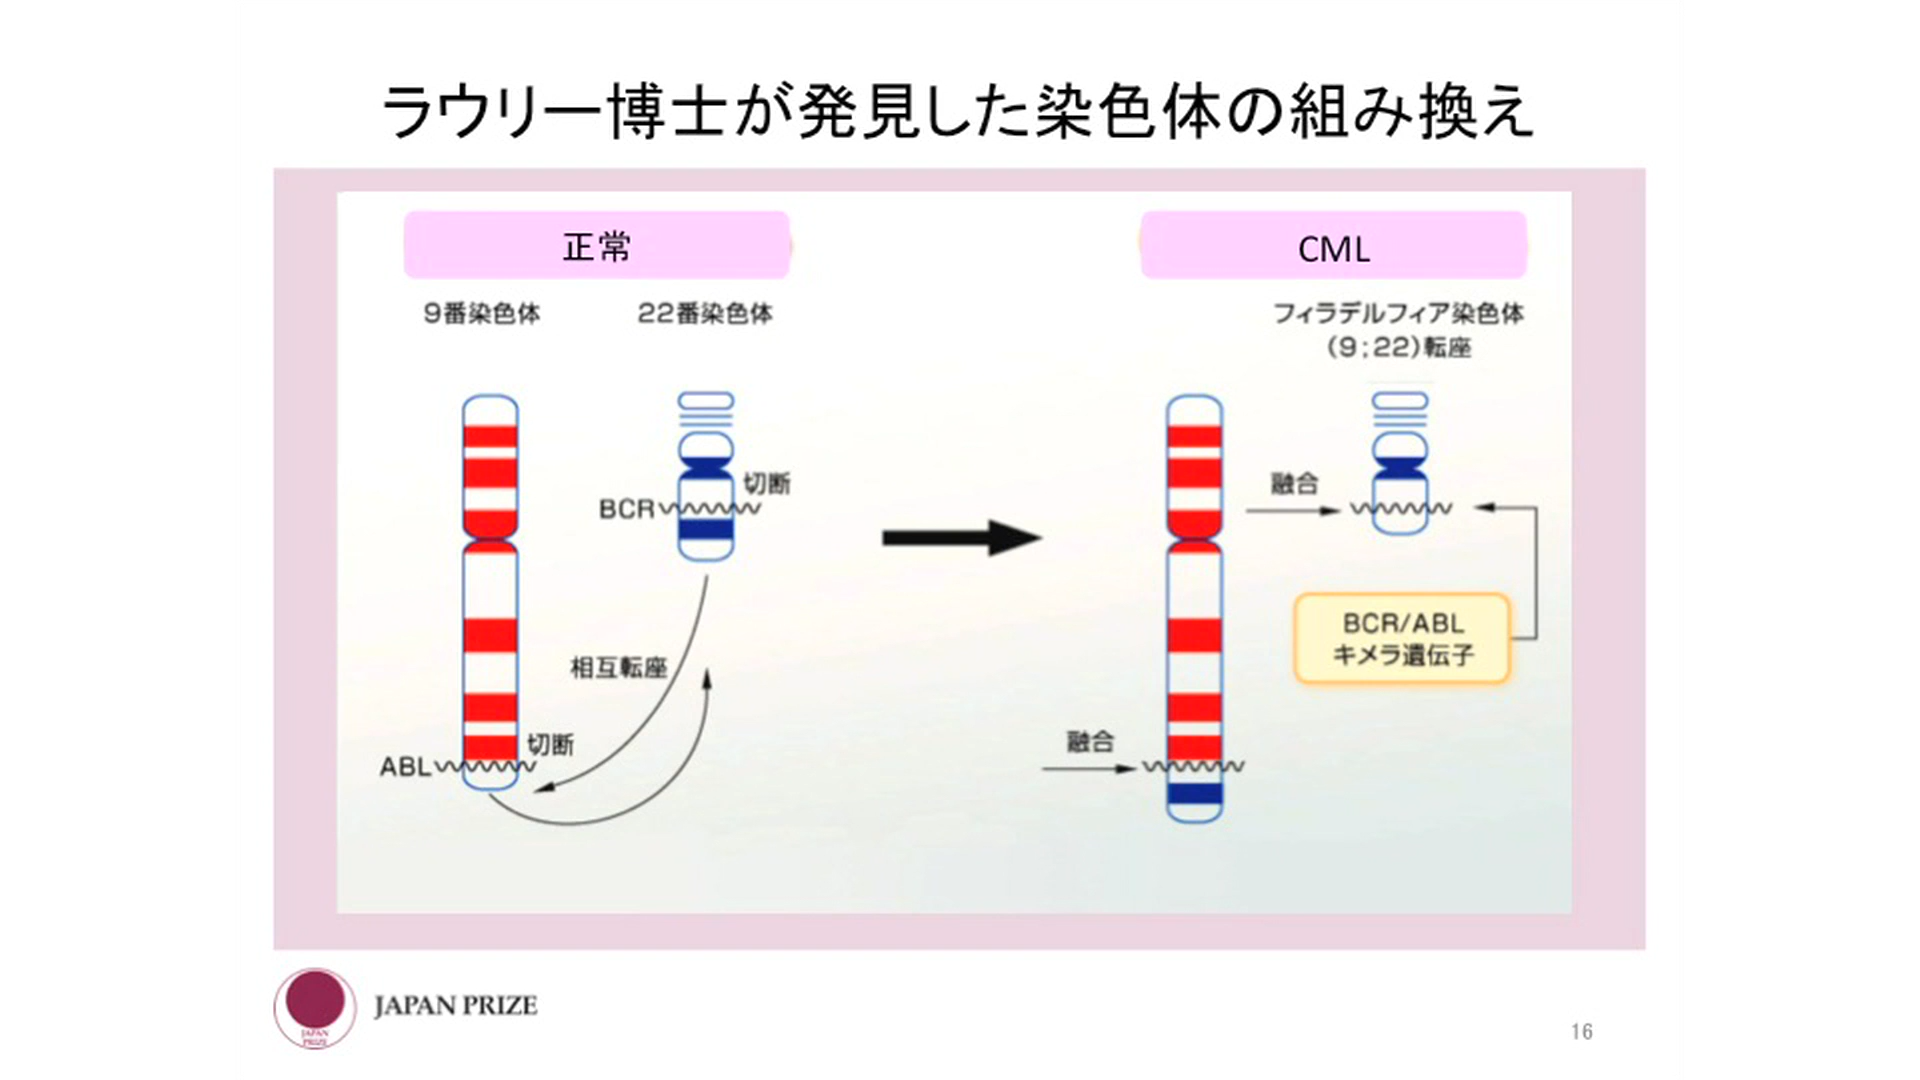 ラウリー博士が発見した染色体の組み換え
正常
CML
9番染色体
22番染色体
フィラデルフィア染色体
(9;22)転座
切断
BCR
融合
BCR/ABL
キメラ遺伝子
相互転座
切断
ABL
融合
JAPAN PRIZE
JAPAN
PRIZE
16